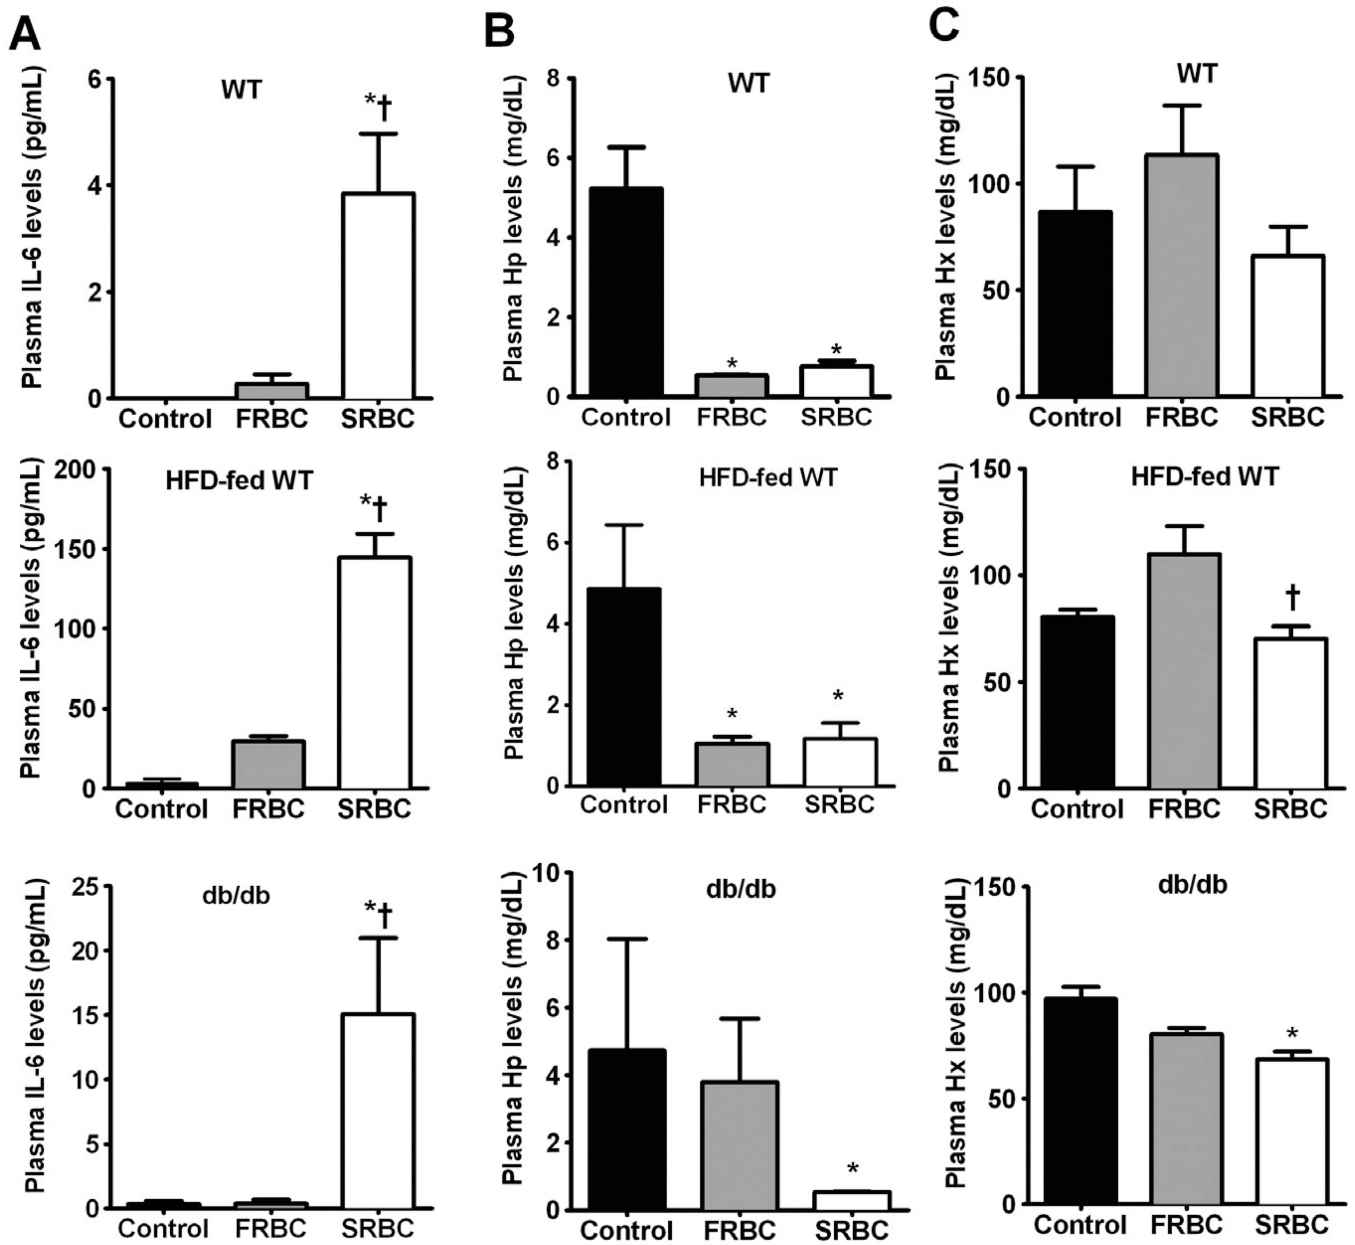 A
Plasma IL-6 levels (pg/mL)
6
4
2
0
WT
*†
Control FRBC SRBC
B
Plasma Hp levels (mg/dL)
8
6
4
2
0
WT
*
*
Control FRBC SRBC
C
Plasma Hx levels (mg/dL)
150
100
50
0
WT
Control FRBC SRBC
Plasma IL-6 levels (pg/mL)
200
150
100
50
0
HFD-fed WT
*†
Control FRBC SRBC
Plasma Hp levels (mg/dL)
8
6
4
2
0
HFD-fed WT
*
*
Control FRBC SRBC
Plasma Hx levels (mg/dL)
150
100
50
0
HFD-fed WT
†
Control FRBC SRBC
Plasma IL-6 levels (pg/mL)
25
20
15
10
5
0
db/db
*†
Control FRBC SRBC
Plasma Hp levels (mg/dL)
10
8
6
4
2
0
db/db
*
Control FRBC SRBC
Plasma Hx levels (mg/dL)
150
100
50
0
db/db
*
Control FRBC SRBC